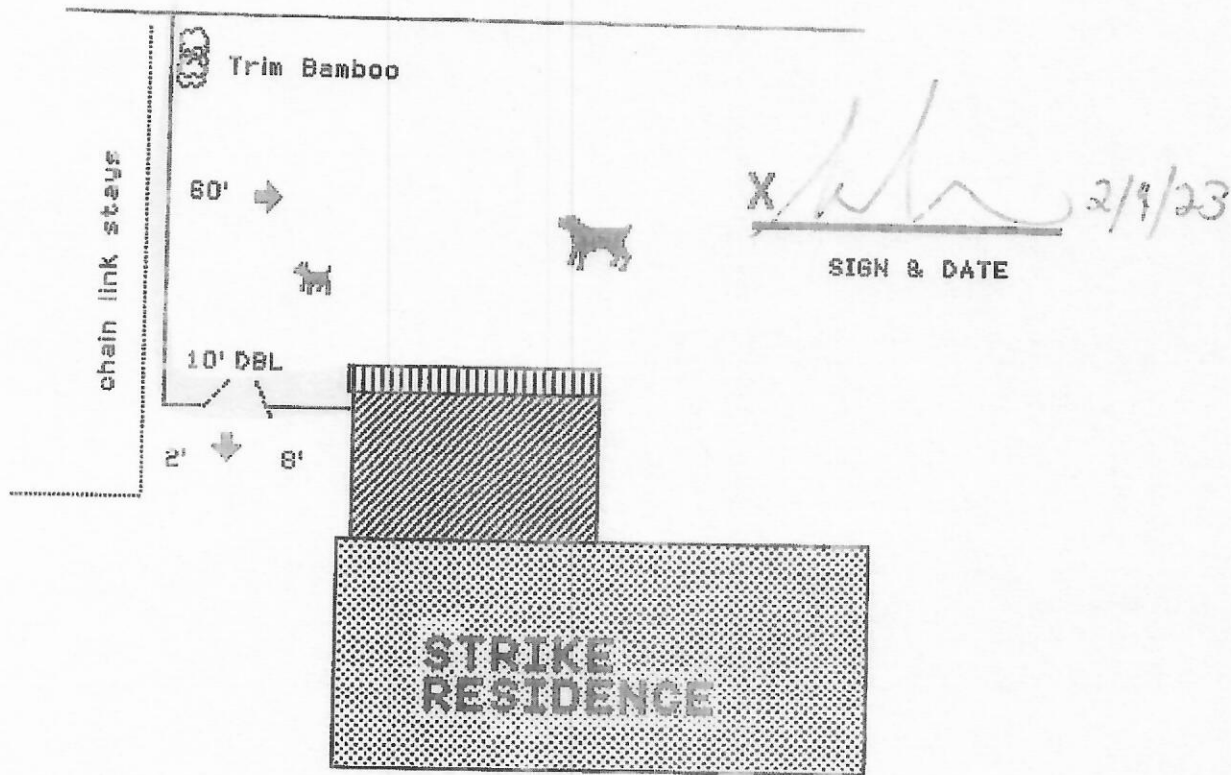 Trim Bamboo
chain link stays
60'
X
2/9/23
SIGN & DATE
10' DBL
2'
8'
STRIKE
RESIDENCE